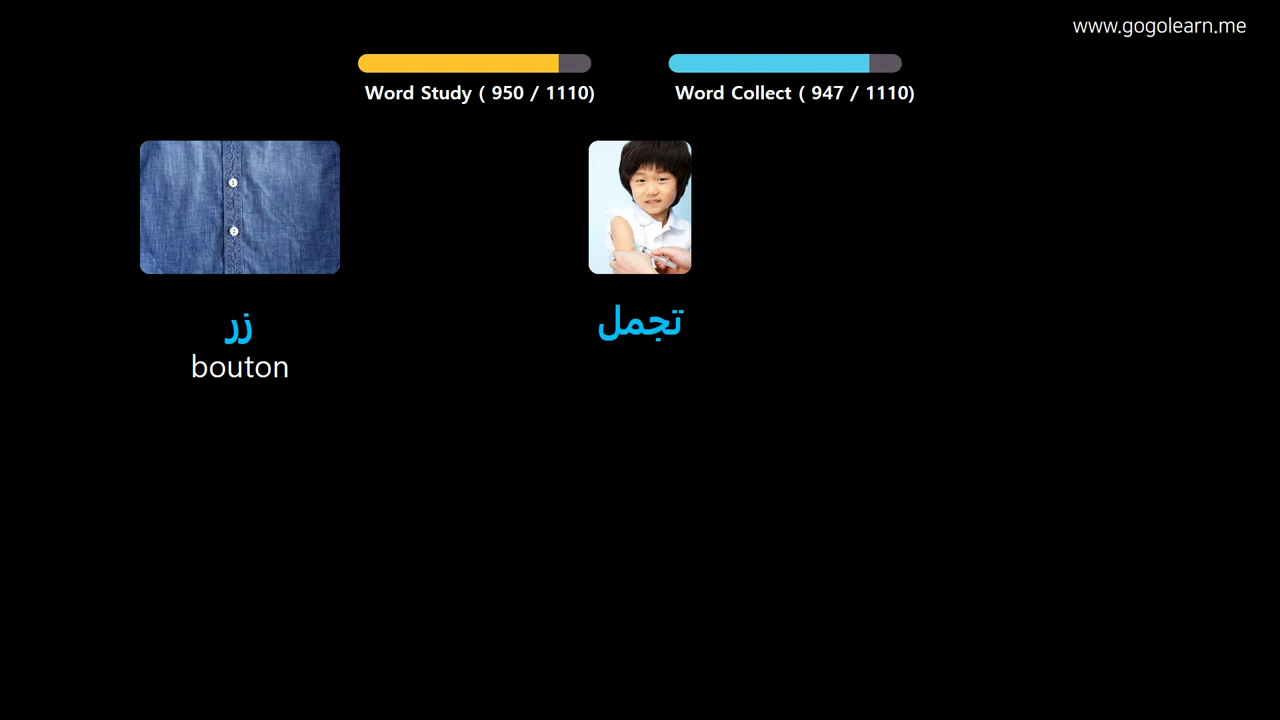 www.gogolearn.me
Word Study ( 950 / 1110)
Word Collect ( 947 / 1110)
زر
bouton
تجمل